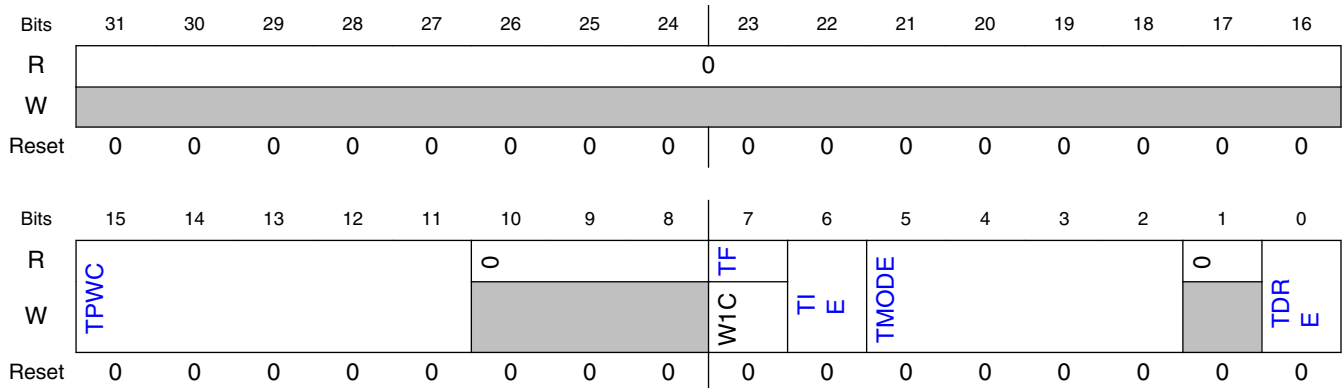 Bits 31 30 29 28 27 26 25 24 23 22 21 20 19 18 17 16
R 0
W
Reset 0 0 0 0 0 0 0 0 0 0 0 0 0 0 0 0
Bits 15 14 13 12 11 10 9 8 7 6 5 4 3 2 1 0
R TPWC 0 TF TIE TMODE 0 TDRE
W W1C
Reset 0 0 0 0 0 0 0 0 0 0 0 0 0 0 0 0